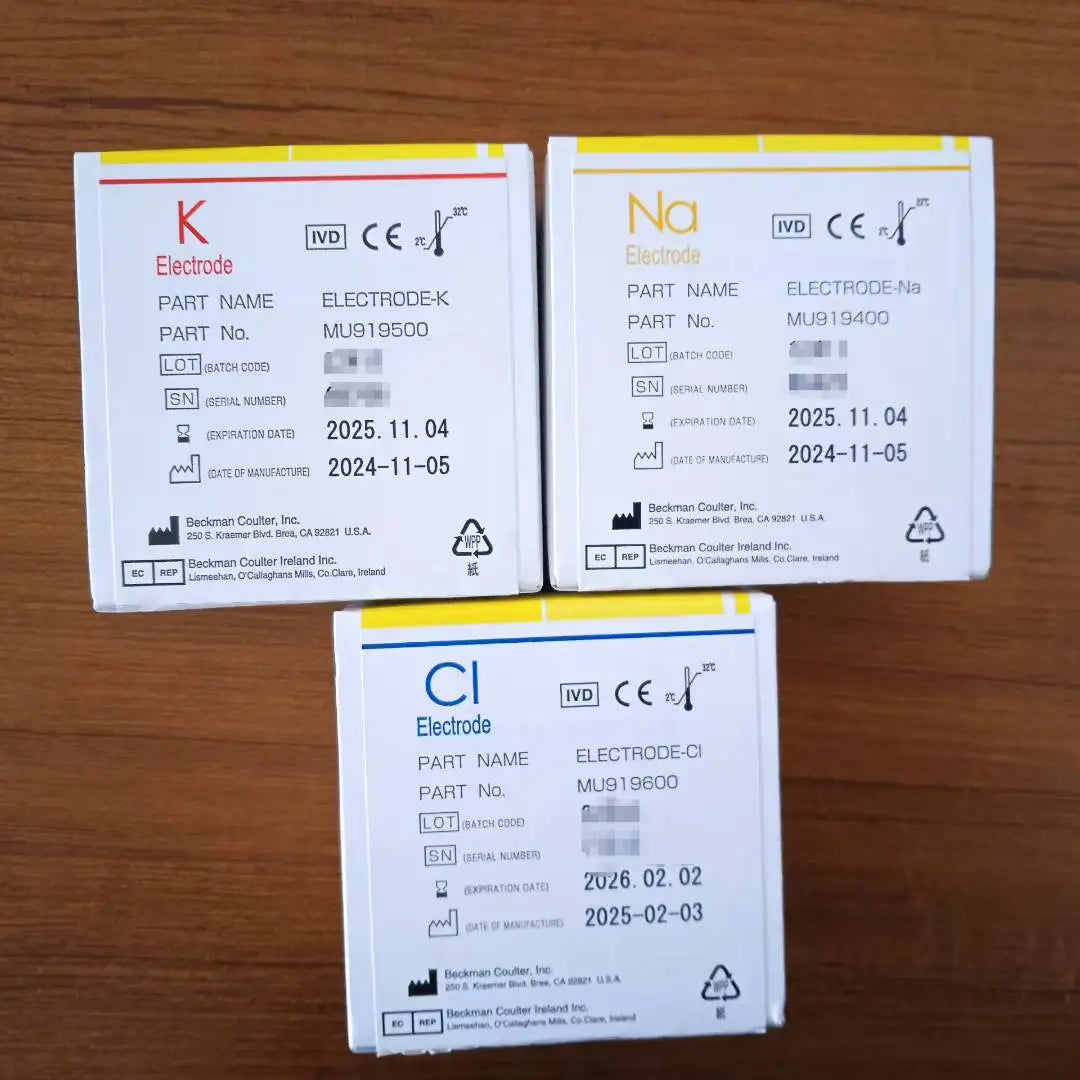 K
Electrode
IVD CE 2℃ 32℃
PART NAME ELECTRODE-K
PART No. MU919500
LOT (BATCH CODE)
SN (SERIAL NUMBER)
(EXPIRATION DATE) 2025.11.04
(DATE OF MANUFACTURE) 2024-11-05
Beckman Coulter, Inc.
250 S. Kraemer Blvd. Brea, CA 92821 U.S.A.
EC REP Beckman Coulter Ireland Inc.
Lismeehan, O'Callaghans Mills, Co.Clare, Ireland
WPP
紙
Na
Electrode
IVD CE 2℃ 32℃
PART NAME ELECTRODE-Na
PART No. MU919400
LOT (BATCH CODE)
SN (SERIAL NUMBER)
(EXPIRATION DATE) 2025.11.04
(DATE OF MANUFACTURE) 2024-11-05
Beckman Coulter, Inc.
250 S. Kraemer Blvd. Brea, CA 92821 U.S.A.
EC REP Beckman Coulter Ireland Inc.
Lismeehan, O'Callaghans Mills, Co.Clare, Ireland
WPP
紙
Cl
Electrode
IVD CE 2℃ 32℃
PART NAME ELECTRODE-Cl
PART No. MU919600
LOT (BATCH CODE)
SN (SERIAL NUMBER)
(EXPIRATION DATE) 2026.02.02
(DATE OF MANUFACTURE) 2025-02-03
Beckman Coulter, Inc.
250 S. Kraemer Blvd. Brea, CA 92821 U.S.A.
EC REP Beckman Coulter Ireland Inc.
Lismeehan, O'Callaghans Mills, Co.Clare, Ireland
WPP
紙